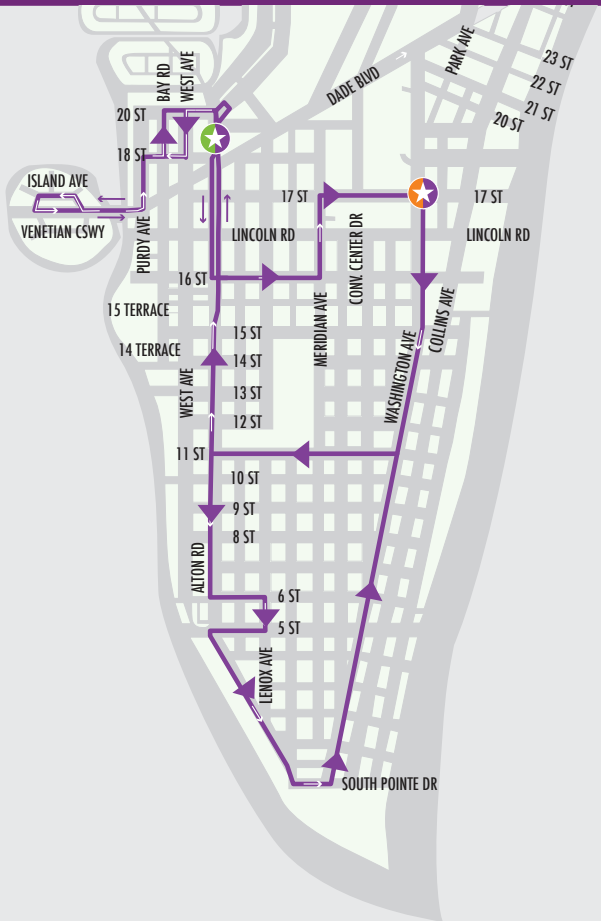 PARK AVE
23 ST
22 ST
21 ST
20 ST
BAY RD
WEST AVE
DADE BLVD
20 ST
18 ST
ISLAND AVE
17 ST
17 ST
VENETIAN CSWY
PURDY AVE
LINCOLN RD
CONV. CENTER DR
LINCOLN RD
16 ST
15 TERRACE
MERIDIAN AVE
COLLINS AVE
15 ST
14 TERRACE
14 ST
WASHINGTON AVE
WEST AVE
13 ST
12 ST
11 ST
10 ST
9 ST
8 ST
ALTON RD
6 ST
5 ST
LENOX AVE
SOUTH POINTE DR